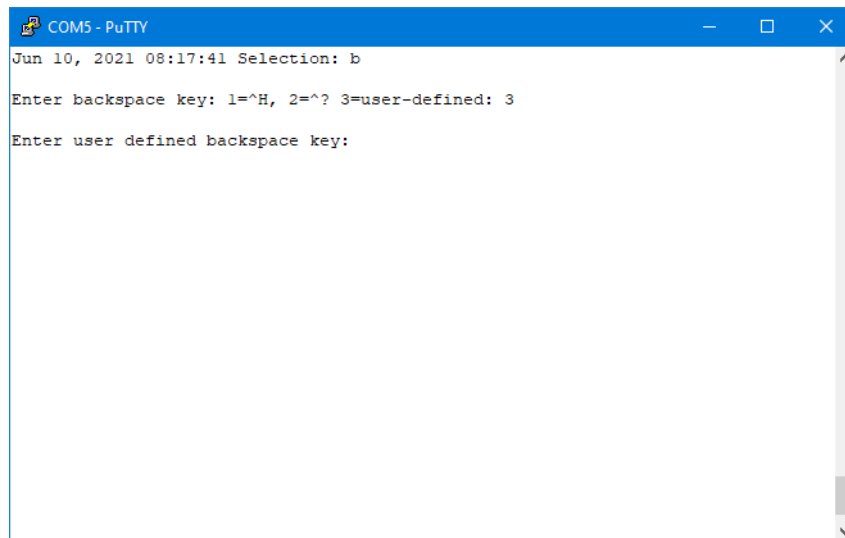 COM5 - PuTTY
Jun 10, 2021 08:17:41 Selection: b
Enter backspace key: 1=^H, 2=^? 3=user-defined: 3
Enter user defined backspace key: